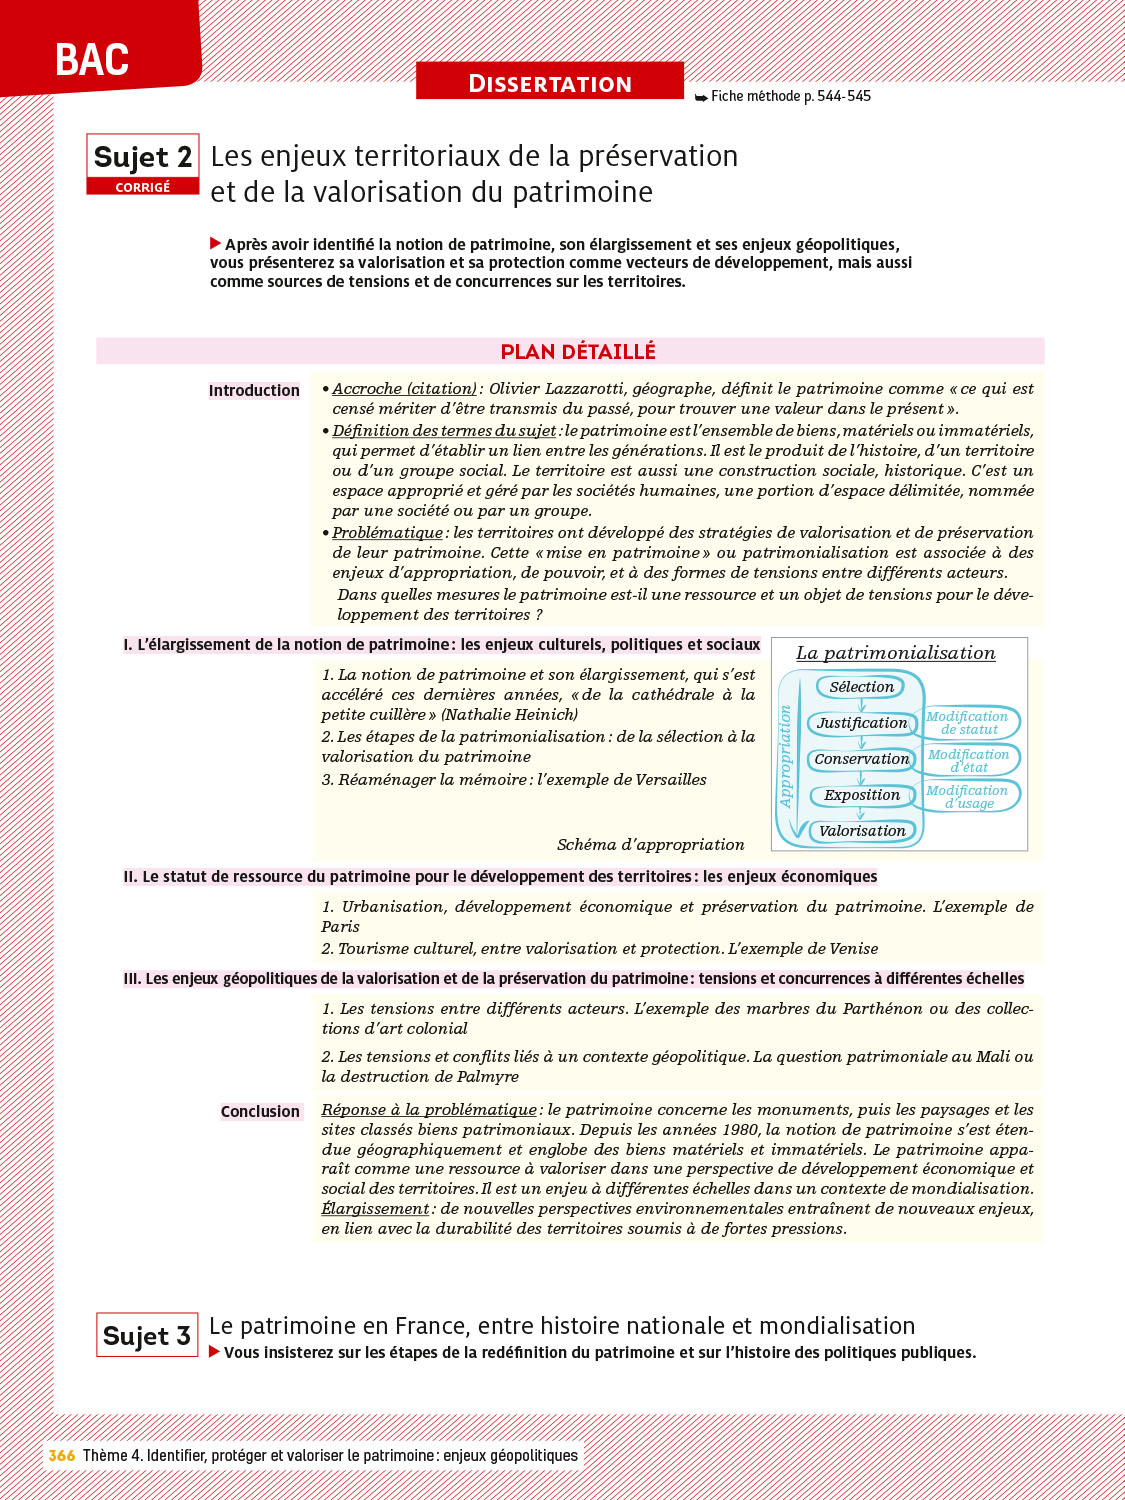 BAC
DISSERTATION
➥ Fiche méthode p. 544-545
Sujet 2
CORRIGÉ
Les enjeux territoriaux de la préservation
et de la valorisation du patrimoine
▶ Après avoir identifié la notion de patrimoine, son élargissement et ses enjeux géopolitiques,
vous présenterez sa valorisation et sa protection comme vecteurs de développement, mais aussi
comme sources de tensions et de concurrences sur les territoires.
PLAN DÉTAILLÉ
Introduction
• Accroche (citation) : Olivier Lazzarotti, géographe, définit le patrimoine comme « ce qui est
censé mériter d’être transmis du passé, pour trouver une valeur dans le présent ».
• Définition des termes du sujet : le patrimoine est l’ensemble de biens, matériels ou immatériels,
qui permet d’établir un lien entre les générations. Il est le produit de l’histoire, d’un territoire
ou d’un groupe social. Le territoire est aussi une construction sociale, historique. C’est un
espace approprié et géré par les sociétés humaines, une portion d’espace délimitée, nommée
par une société ou par un groupe.
• Problématique : les territoires ont développé des stratégies de valorisation et de préservation
de leur patrimoine. Cette « mise en patrimoine » ou patrimonialisation est associée à des
enjeux d’appropriation, de pouvoir, et à des formes de tensions entre différents acteurs.
Dans quelles mesures le patrimoine est-il une ressource et un objet de tensions pour le déve-
loppement des territoires ?
I. L’élargissement de la notion de patrimoine : les enjeux culturels, politiques et sociaux
1. La notion de patrimoine et son élargissement, qui s’est
accéléré ces dernières années, « de la cathédrale à la
petite cuillère » (Nathalie Heinich)
2. Les étapes de la patrimonialisation : de la sélection à la
valorisation du patrimoine
3. Réaménager la mémoire : l’exemple de Versailles
Schéma d’appropriation
La patrimonialisation
Appropriation
Sélection
Justification
Modification
de statut
Conservation
Modification
d’état
Exposition
Modification
d’usage
Valorisation
II. Le statut de ressource du patrimoine pour le développement des territoires : les enjeux économiques
1. Urbanisation, développement économique et préservation du patrimoine. L’exemple de
Paris
2. Tourisme culturel, entre valorisation et protection. L’exemple de Venise
III. Les enjeux géopolitiques de la valorisation et de la préservation du patrimoine : tensions et concurrences à différentes échelles
1. Les tensions entre différents acteurs. L’exemple des marbres du Parthénon ou des collec-
tions d’art colonial
2. Les tensions et conflits liés à un contexte géopolitique. La question patrimoniale au Mali ou
la destruction de Palmyre
Conclusion
Réponse à la problématique : le patrimoine concerne les monuments, puis les paysages et les
sites classés biens patrimoniaux. Depuis les années 1980, la notion de patrimoine s’est éten-
due géographiquement et englobe des biens matériels et immatériels. Le patrimoine appa-
raît comme une ressource à valoriser dans une perspective de développement économique et
social des territoires. Il est un enjeu à différentes échelles dans un contexte de mondialisation.
Élargissement : de nouvelles perspectives environnementales entraînent de nouveaux enjeux,
en lien avec la durabilité des territoires soumis à de fortes pressions.
Sujet 3
Le patrimoine en France, entre histoire nationale et mondialisation
▶ Vous insisterez sur les étapes de la redéfinition du patrimoine et sur l’histoire des politiques publiques.
366 Thème 4. Identifier, protéger et valoriser le patrimoine : enjeux géopolitiques